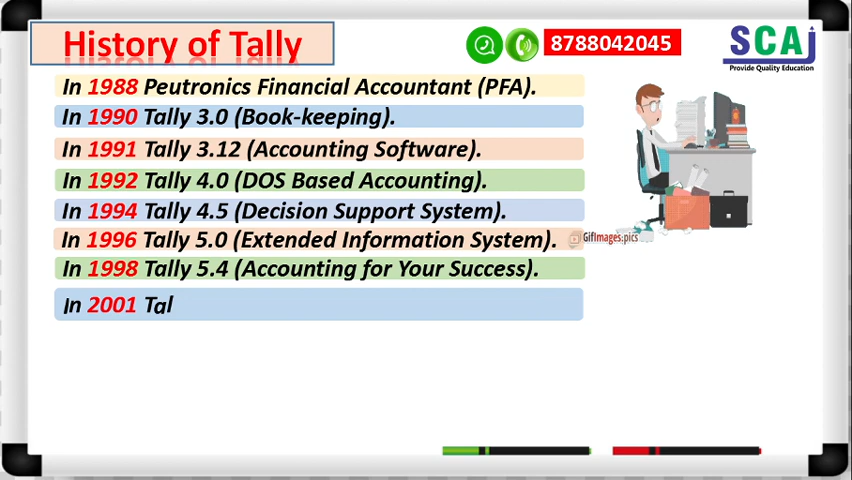 History of Tally
8788042045
SCAJ
Provide Quality Education
In 1988 Peutronics Financial Accountant (PFA).
In 1990 Tally 3.0 (Book-keeping).
In 1991 Tally 3.12 (Accounting Software).
In 1992 Tally 4.0 (DOS Based Accounting).
In 1994 Tally 4.5 (Decision Support System).
In 1996 Tally 5.0 (Extended Information System).
GifImages.pics
In 1998 Tally 5.4 (Accounting for Your Success).
In 2001 Tal